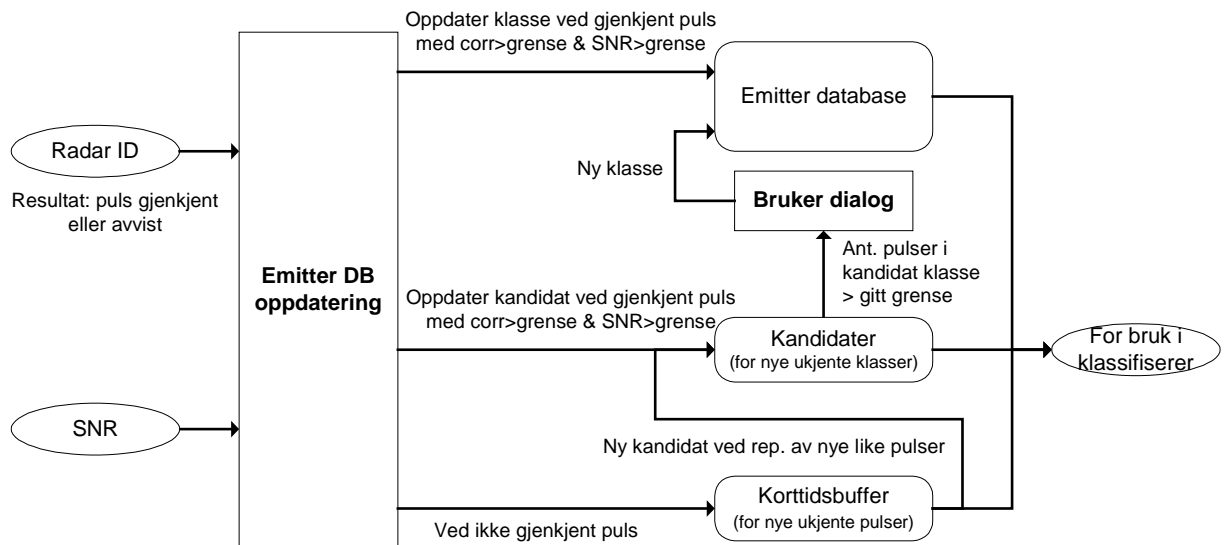 Oppdater klasse ved gjenkjent puls
med corr>grense & SNR>grense
Emitter database
Radar ID
Ny klasse
Resultat: puls gjenkjent
eller avvist
Bruker dialog
Emitter DB
oppdatering
Ant. pulser i
kandidat klasse
> gitt grense
Oppdater kandidat ved gjenkjent puls
med corr>grense & SNR>grense
Kandidater
(for nye ukjente klasser)
For bruk i
klassifiserer
SNR
Ny kandidat ved rep. av nye like pulser
Korttidsbuffer
(for nye ukjente pulser)
Ved ikke gjenkjent puls